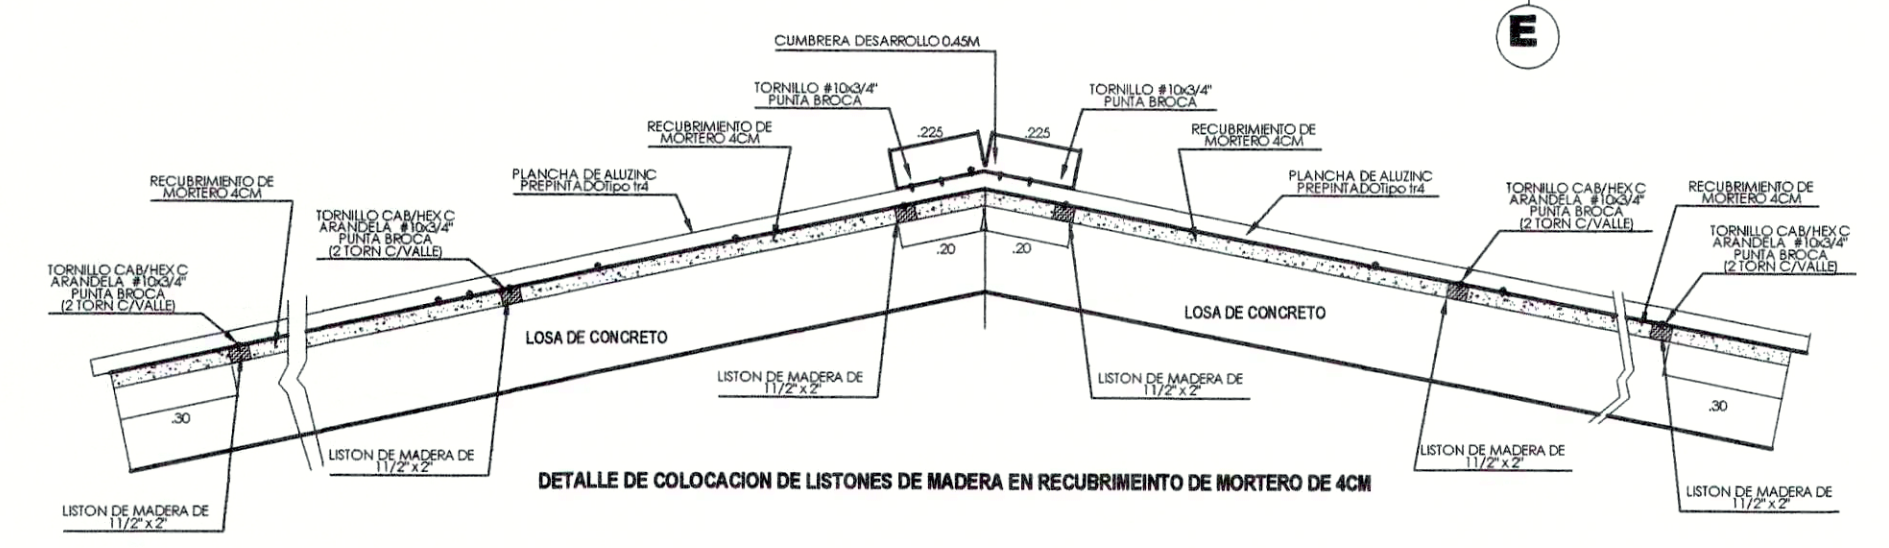 E
CUMBRERA DESARROLLO 0.45M
TORNILLO #10x3/4"
PUNTA BROCA
TORNILLO #10x3/4"
PUNTA BROCA
.225
.225
RECUBRIMIENTO DE
MORTERO 4CM
RECUBRIMIENTO DE
MORTERO 4CM
PLANCHA DE ALUZINC
PREPINTADOTipo tr4
PLANCHA DE ALUZINC
PREPINTADOTipo tr4
RECUBRIMIENTO DE
MORTERO 4CM
TORNILLO CAB/HEX C
ARANDELA #10x3/4"
PUNTA BROCA
(2 TORN C/VALLE)
TORNILLO CAB/HEX C
ARANDELA #10x3/4"
PUNTA BROCA
(2 TORN C/VALLE)
RECUBRIMIENTO DE
MORTERO 4CM
TORNILLO CAB/HEX C
ARANDELA #10x3/4"
PUNTA BROCA
(2 TORN C/VALLE)
TORNILLO CAB/HEX C
ARANDELA #10x3/4"
PUNTA BROCA
(2 TORN C/VALLE)
.20
.20
LOSA DE CONCRETO
LOSA DE CONCRETO
LISTON DE MADERA DE
11/2" x 2"
LISTON DE MADERA DE
11/2" x 2"
.30
.30
LISTON DE MADERA DE
11/2" x 2"
LISTON DE MADERA DE
11/2" x 2"
DETALLE DE COLOCACION DE LISTONES DE MADERA EN RECUBRIMEINTO DE MORTERO DE 4CM
LISTON DE MADERA DE
11/2" x 2"
LISTON DE MADERA DE
11/2" x 2"